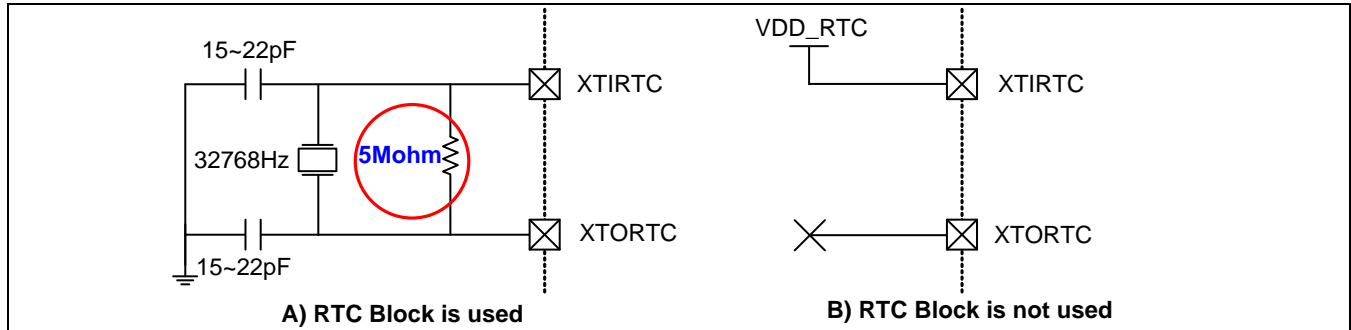 15~22pF
XTIRTC
32768Hz
5Mohm
XTORTC
15~22pF
A) RTC Block is used
VDD_RTC
XTIRTC
XTORTC
B) RTC Block is not used